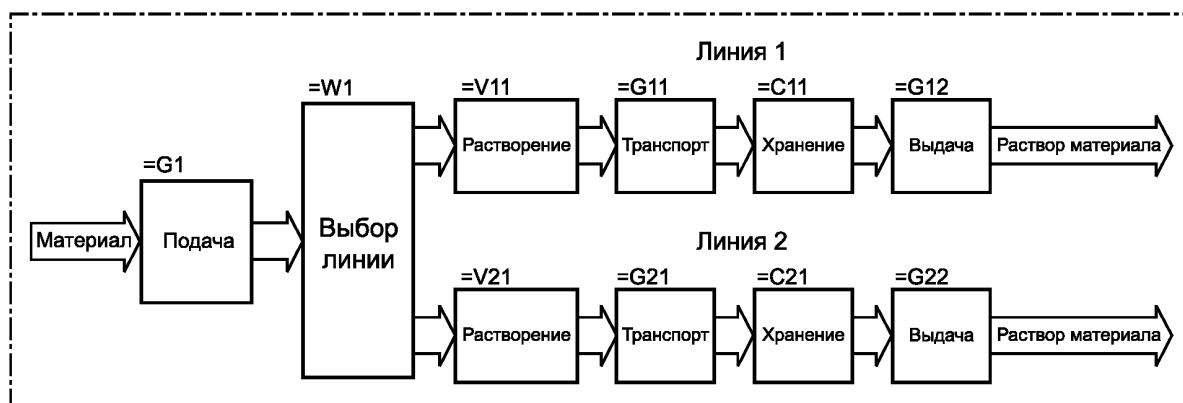 Линия 1
=W1
=V11
=G11
=C11
=G12
Растворение
Транспорт
Хранение
Выдача
Раствор материала
=G1
Материал
Подача
Выбор
линии
Линия 2
=V21
=G21
=C21
=G22
Растворение
Транспорт
Хранение
Выдача
Раствор материала